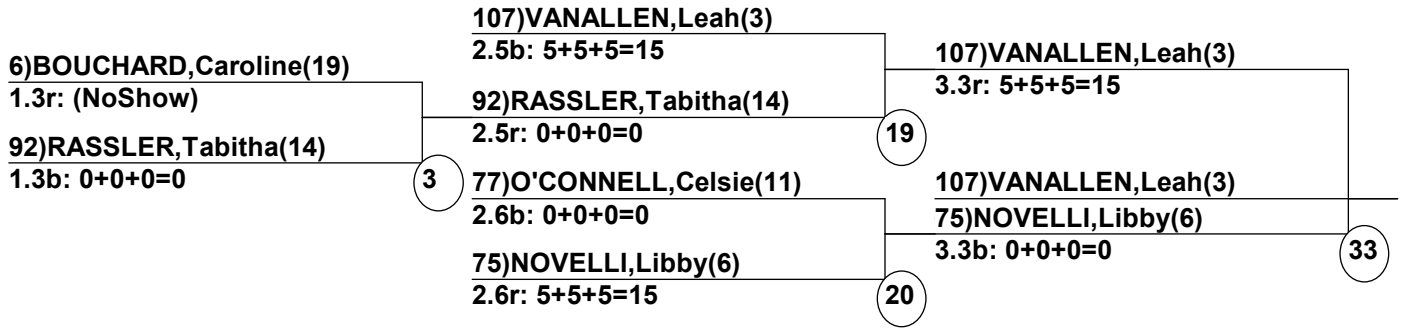 6)BOUCHARD,Caroline(19)
1.3r: (NoShow)
92)RASSLER,Tabitha(14)
1.3b: 0+0+0=0
3
107)VANALLEN,Leah(3)
2.5b: 5+5+5=15
92)RASSLER,Tabitha(14)
2.5r: 0+0+0=0
19
77)O'CONNELL,Celsie(11)
2.6b: 0+0+0=0
75)NOVELLI,Libby(6)
2.6r: 5+5+5=15
20
107)VANALLEN,Leah(3)
3.3r: 5+5+5=15
107)VANALLEN,Leah(3)
75)NOVELLI,Libby(6)
3.3b: 0+0+0=0
33